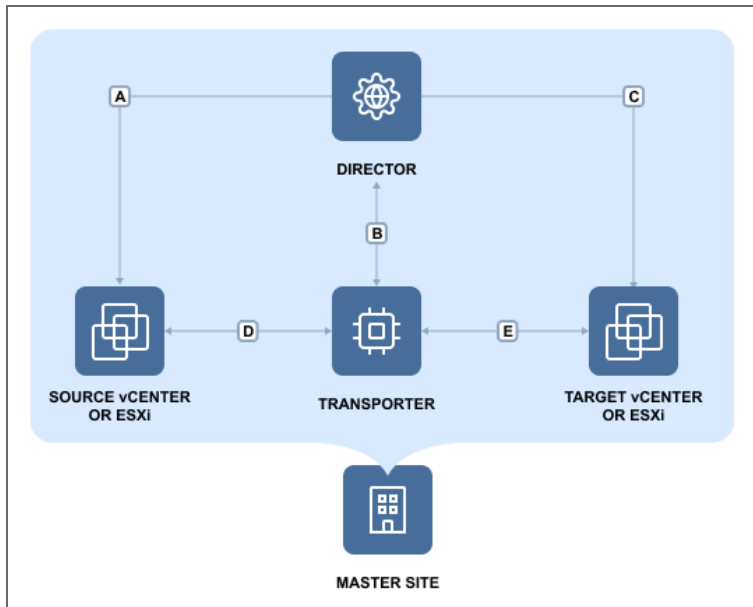 A
C
DIRECTOR
B
D
E
SOURCE vCENTER
OR ESXi
TRANSPORTER
TARGET vCENTER
OR ESXi
MASTER SITE